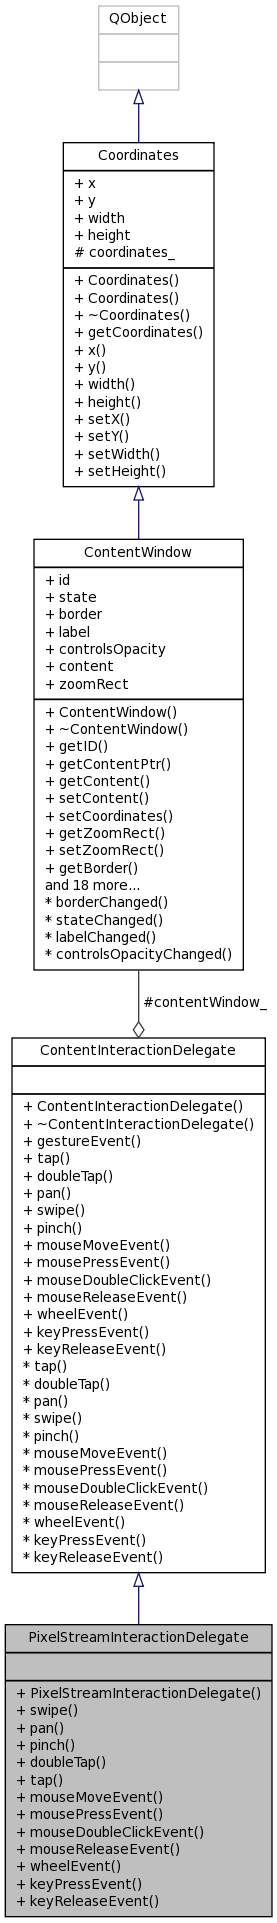 QObject
Coordinates
+ x
+ y
+ width
+ height
# coordinates_
+ Coordinates()
+ Coordinates()
+ ~Coordinates()
+ getCoordinates()
+ x()
+ y()
+ width()
+ height()
+ setX()
+ setY()
+ setWidth()
+ setHeight()
ContentWindow
+ id
+ state
+ border
+ label
+ controlsOpacity
+ content
+ zoomRect
+ ContentWindow()
+ ~ContentWindow()
+ getID()
+ getContentPtr()
+ getContent()
+ setContent()
+ setCoordinates()
+ getZoomRect()
+ setZoomRect()
+ getBorder()
and 18 more...
* borderChanged()
* stateChanged()
* labelChanged()
* controlsOpacityChanged()
#contentWindow_
ContentInteractionDelegate
+ ContentInteractionDelegate()
+ ~ContentInteractionDelegate()
+ gestureEvent()
+ tap()
+ doubleTap()
+ pan()
+ swipe()
+ pinch()
+ mouseMoveEvent()
+ mousePressEvent()
+ mouseDoubleClickEvent()
+ mouseReleaseEvent()
+ wheelEvent()
+ keyPressEvent()
+ keyReleaseEvent()
* tap()
* doubleTap()
* pan()
* swipe()
* pinch()
* mouseMoveEvent()
* mousePressEvent()
* mouseDoubleClickEvent()
* mouseReleaseEvent()
* wheelEvent()
* keyPressEvent()
* keyReleaseEvent()
PixelStreamInteractionDelegate
+ PixelStreamInteractionDelegate()
+ swipe()
+ pan()
+ pinch()
+ doubleTap()
+ tap()
+ mouseMoveEvent()
+ mousePressEvent()
+ mouseDoubleClickEvent()
+ mouseReleaseEvent()
+ wheelEvent()
+ keyPressEvent()
+ keyReleaseEvent()